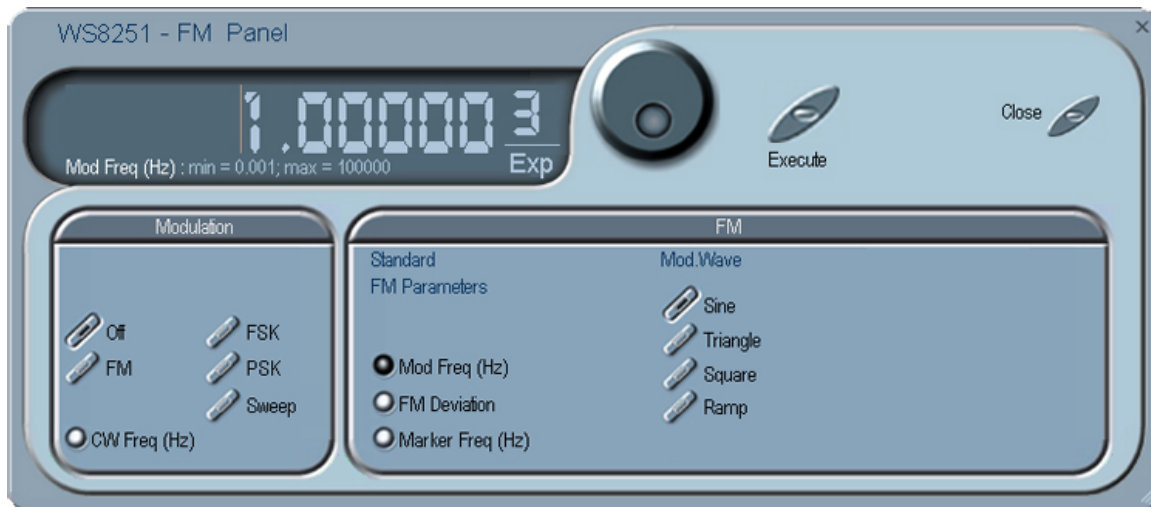 WS8251 - FM Panel
1.00000 3
Exp
Mod Freq (Hz) : min = 0.001; max = 100000
Execute
Close
Modulation
Off
FM
FSK
PSK
Sweep
CW Freq (Hz)
FM
Standard
FM Parameters
Mod Freq (Hz)
FM Deviation
Marker Freq (Hz)
Mod.Wave
Sine
Triangle
Square
Ramp